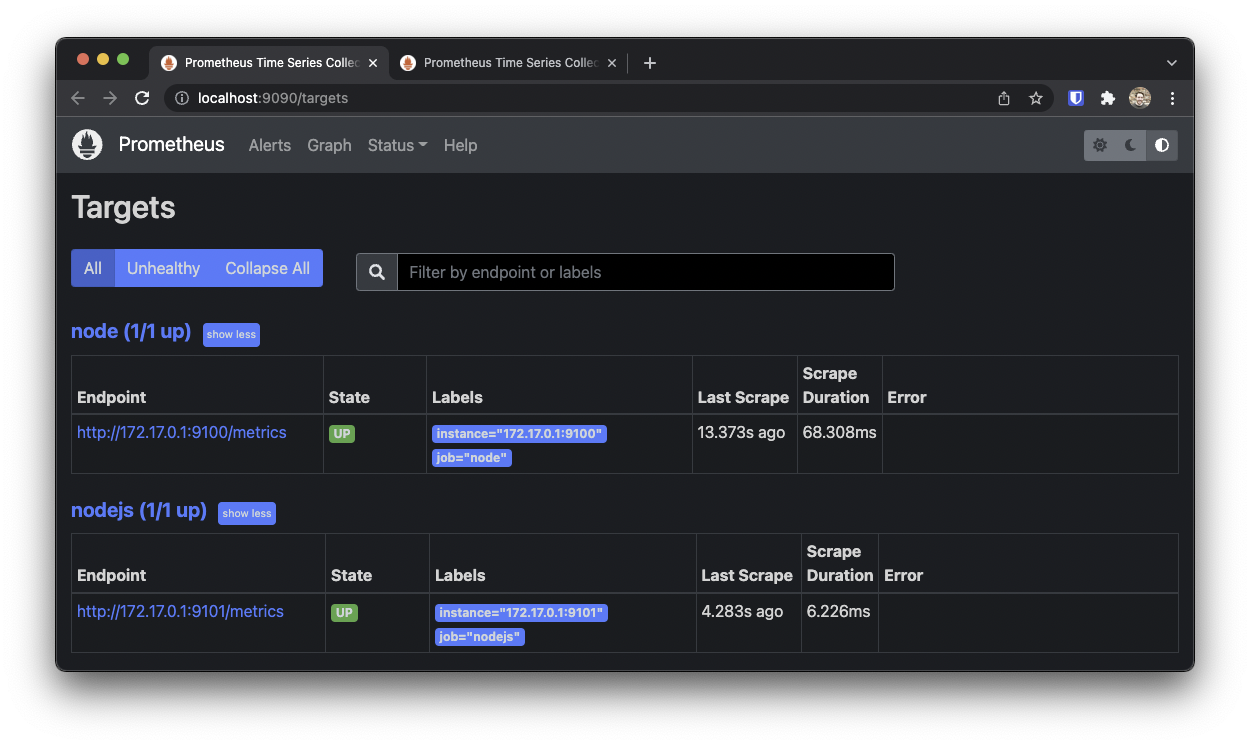 Prometheus Time Series Collec
Prometheus Time Series Collec
localhost:9090/targets
Prometheus Alerts Graph Status Help
Targets
All Unhealthy Collapse All
Filter by endpoint or labels
node (1/1 up) show less
Endpoint State Labels Last Scrape Scrape Duration Error
http://172.17.0.1:9100/metrics UP instance="172.17.0.1:9100" 13.373s ago 68.308ms
job="node"
nodejs (1/1 up) show less
Endpoint State Labels Last Scrape Scrape Duration Error
http://172.17.0.1:9101/metrics UP instance="172.17.0.1:9101" 4.283s ago 6.226ms
job="nodejs"